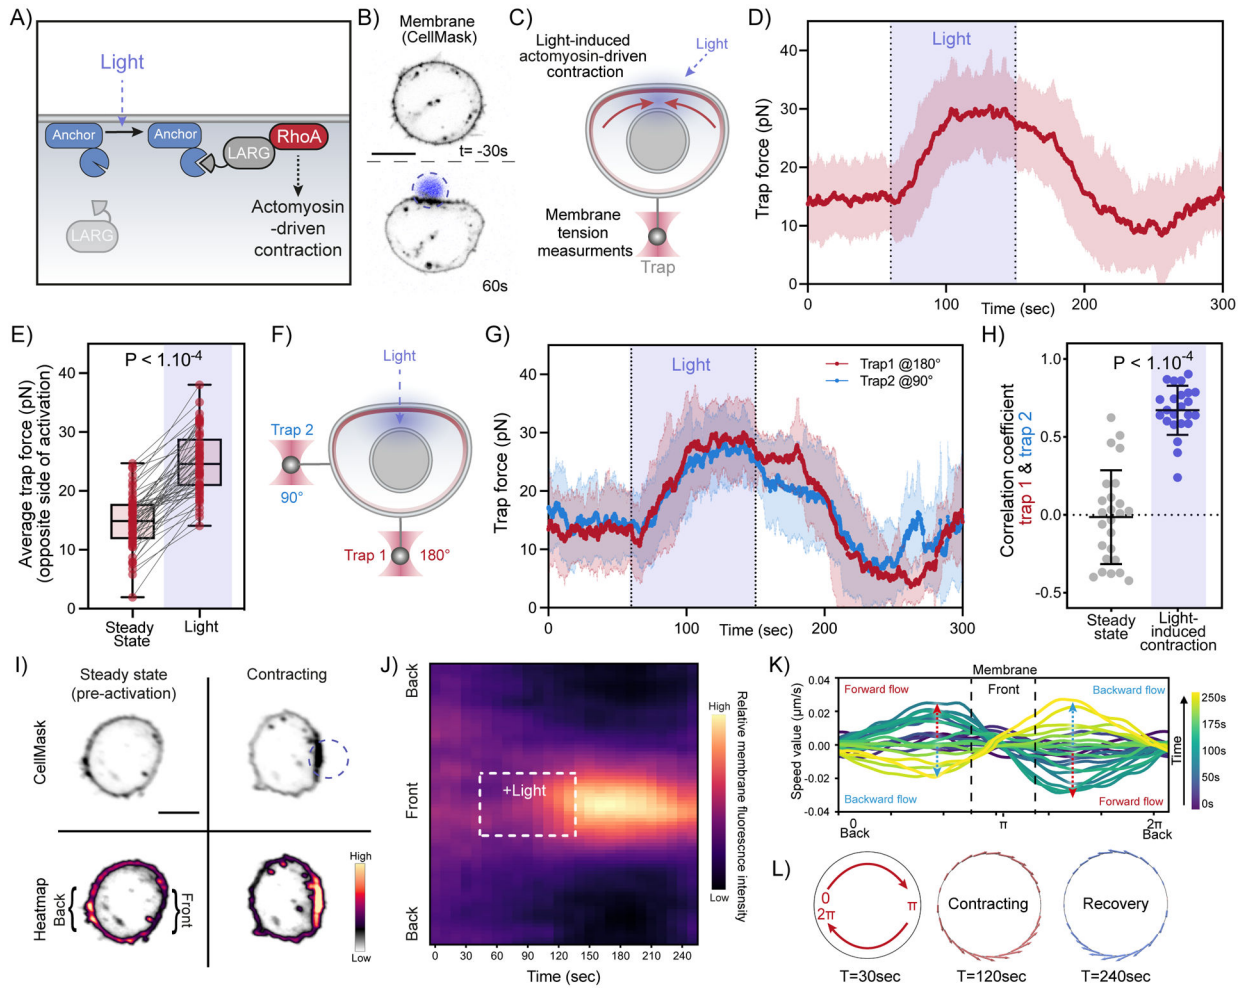 A)
Light
Anchor
Anchor
LARG
RhoA
LARG
Actomyosin
-driven
contraction
B)
Membrane
(CellMask)
t= -30s
60s
C)
Light-induced
actomyosin-driven
contraction
Light
Membrane
tension
measurments
Trap
D)
Trap force (pN)
40
30
20
10
0
Light
0
100
200
300
Time (sec)
E)
P < 1.10-4
Average trap force (pN)
(opposite side of activation)
40
30
20
10
0
Steady
State
Light
F)
Light
Trap 2
90°
Trap 1
180°
G)
Trap force (pN)
40
30
20
10
0
Light
Trap1 @180°
Trap2 @90°
0
100
200
300
Time (sec)
H)
P < 1.10-4
Correlation coefficient
trap 1 & trap 2
1.0
0.5
0.0
-0.5
Steady
state
Light-
induced
contraction
I)
Steady state
(pre-activation)
Contracting
CellMask
Heatmap
Back
Front
High
Low
J)
Back
Front
Back
+Light
0 30 60 90 120 150 180 210 240
Time (sec)
High
Low
Relative membrane fluorescnce intensity
K)
Membrane
Front
Forward flow
Backward flow
Backward flow
Forward flow
Speed value (µm/s)
0.04
0.02
0.00
-0.02
-0.04
0
Back
π
2π
Back
Time
250s
175s
100s
50s
0s
L)
0
2π
π
T=30sec
Contracting
T=120sec
Recovery
T=240sec